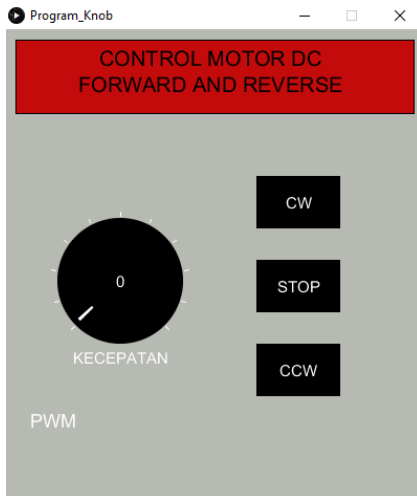 Program_Knob
CONTROL MOTOR DC
FORWARD AND REVERSE
CW
0
STOP
KECEPATAN
CCW
PWM